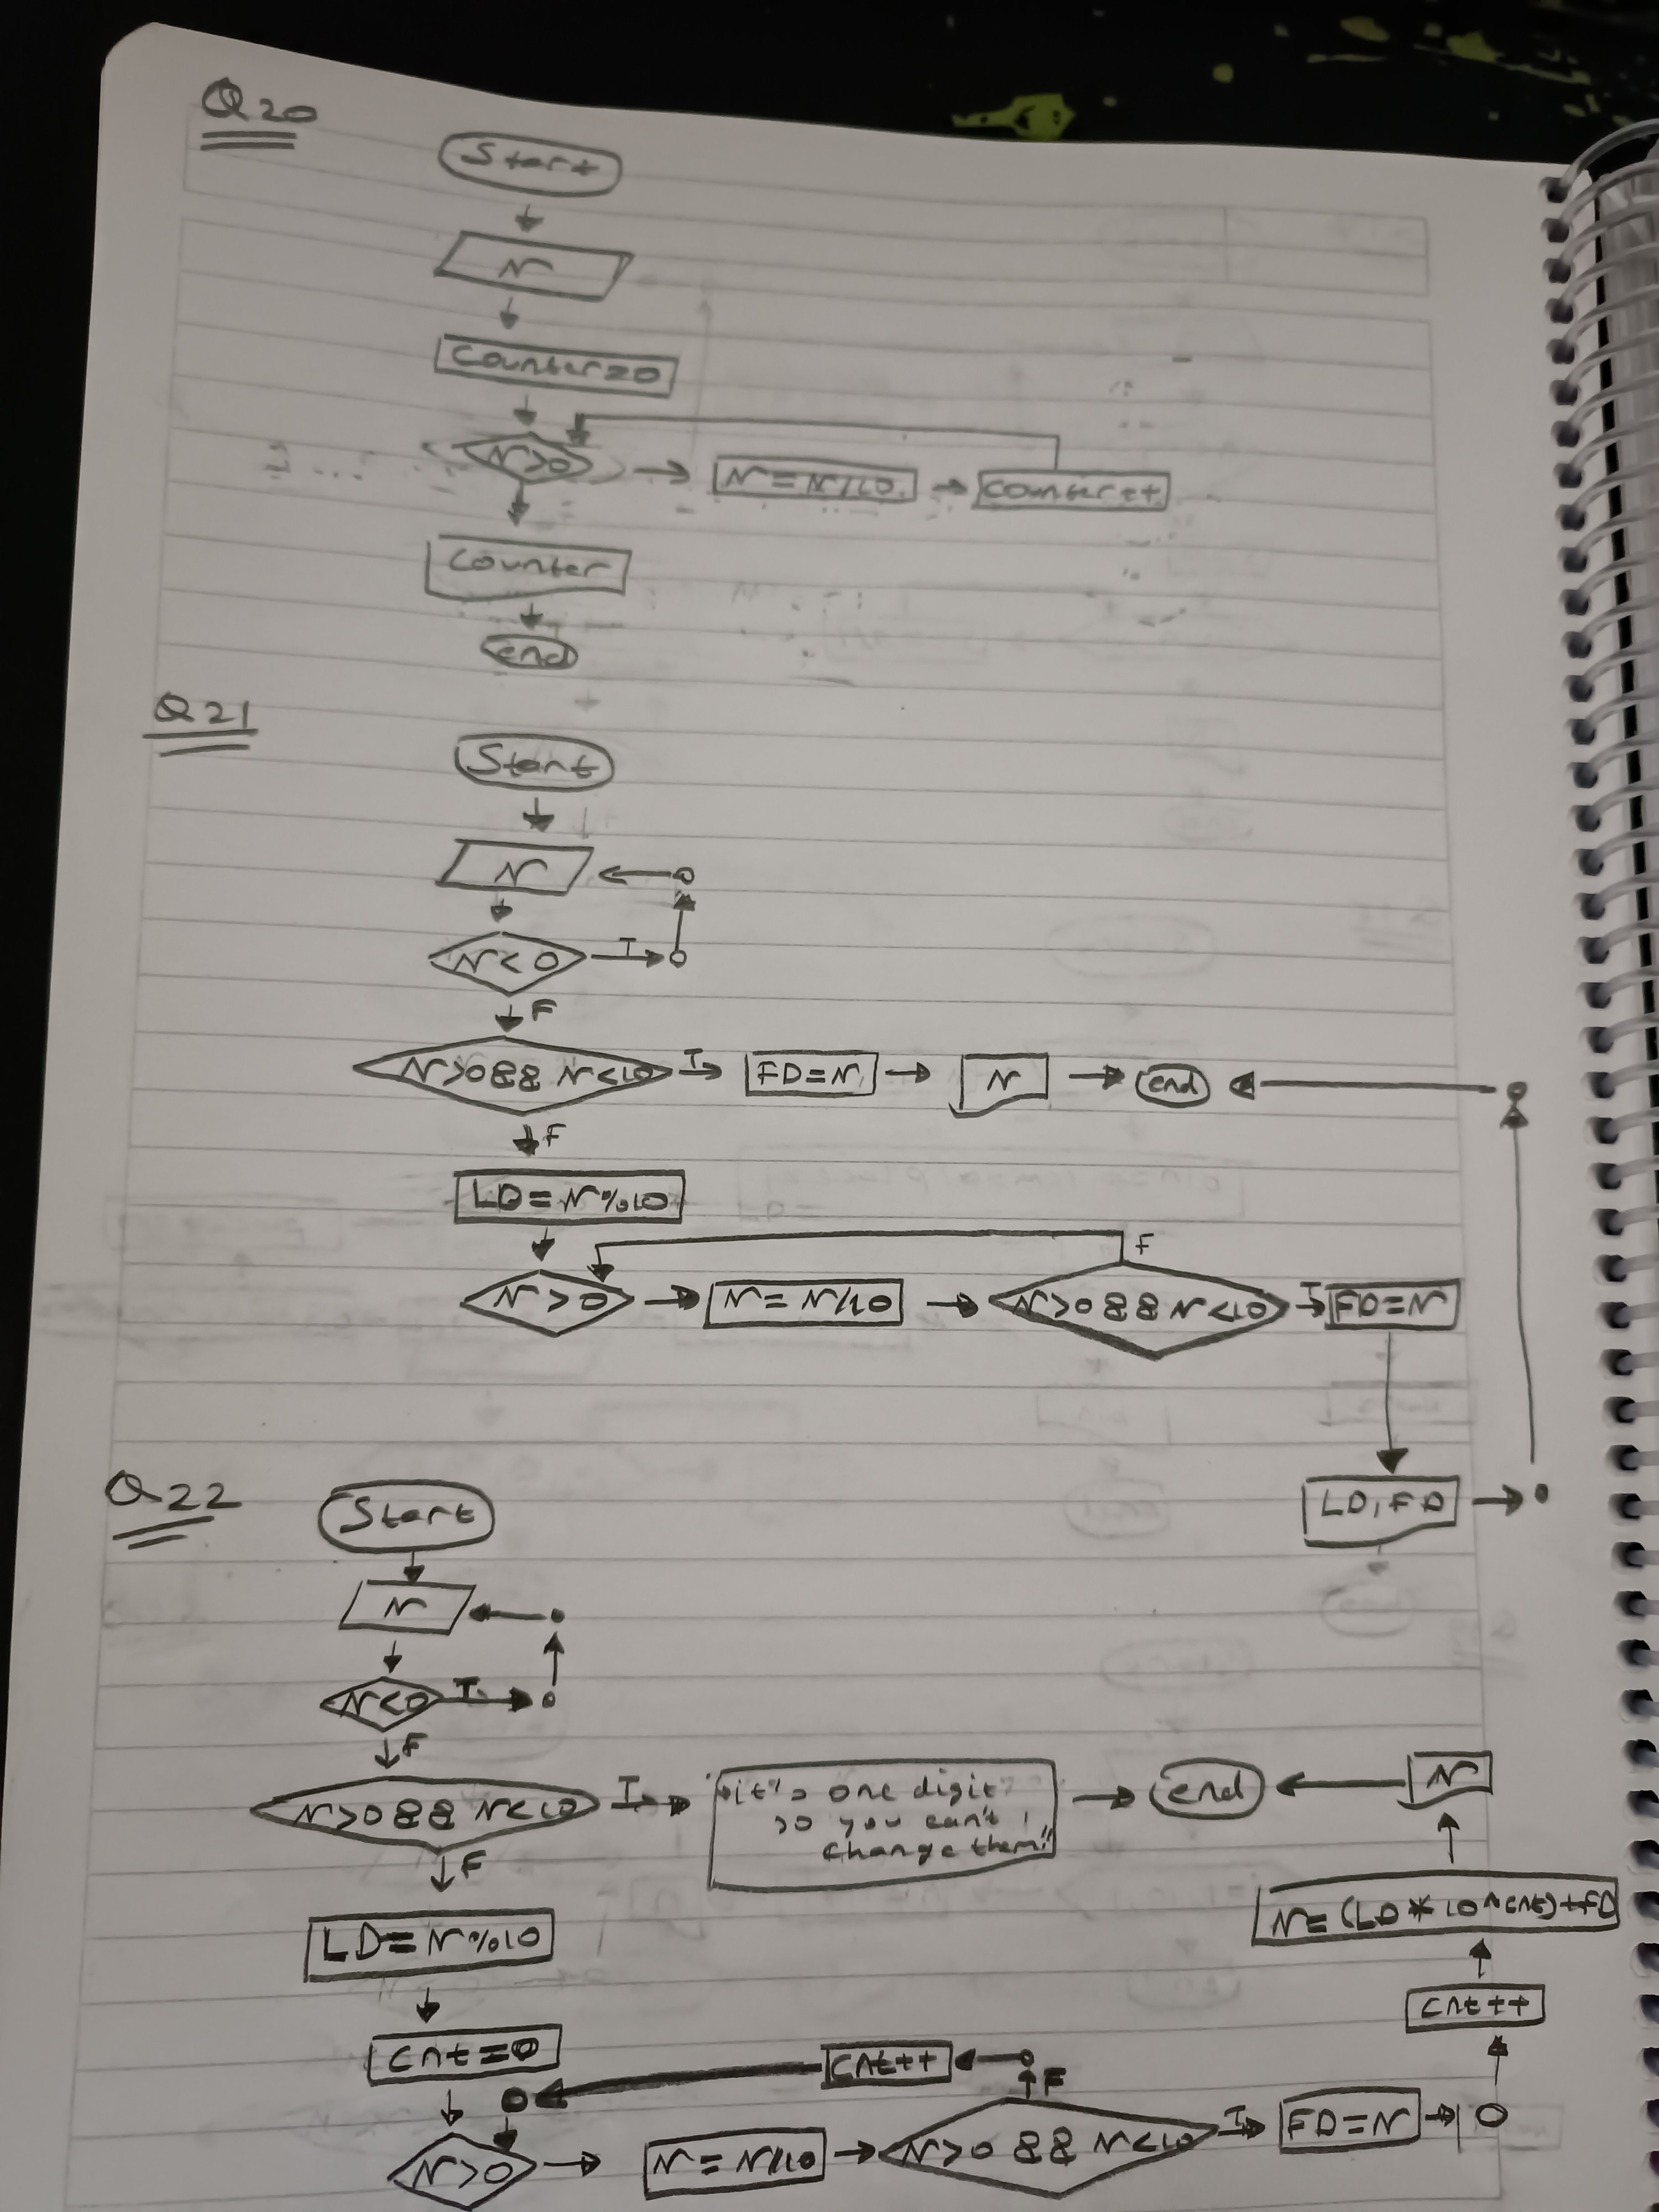 Q20
Start
N
Counter=0
N>0
N=N/10
Counter++
Counter
end
Q21
Start
N
N<0
T
F
N>0 && N<10
T
FD=N
N
end
F
LD=N%10
F
N>0
N=N/10
N>0 && N<10
T
FD=N
LD,FD
Q22
Start
N
N<0
T
F
N>0 && N<10
T
"it's one digit
so you can't
change them"
end
N
F
N=(LD*10^cnt)+FD
LD=N%10
cnt++
cnt=0
cnt++
F
N>0
N=N/10
N>0 && N<10
T
FD=N